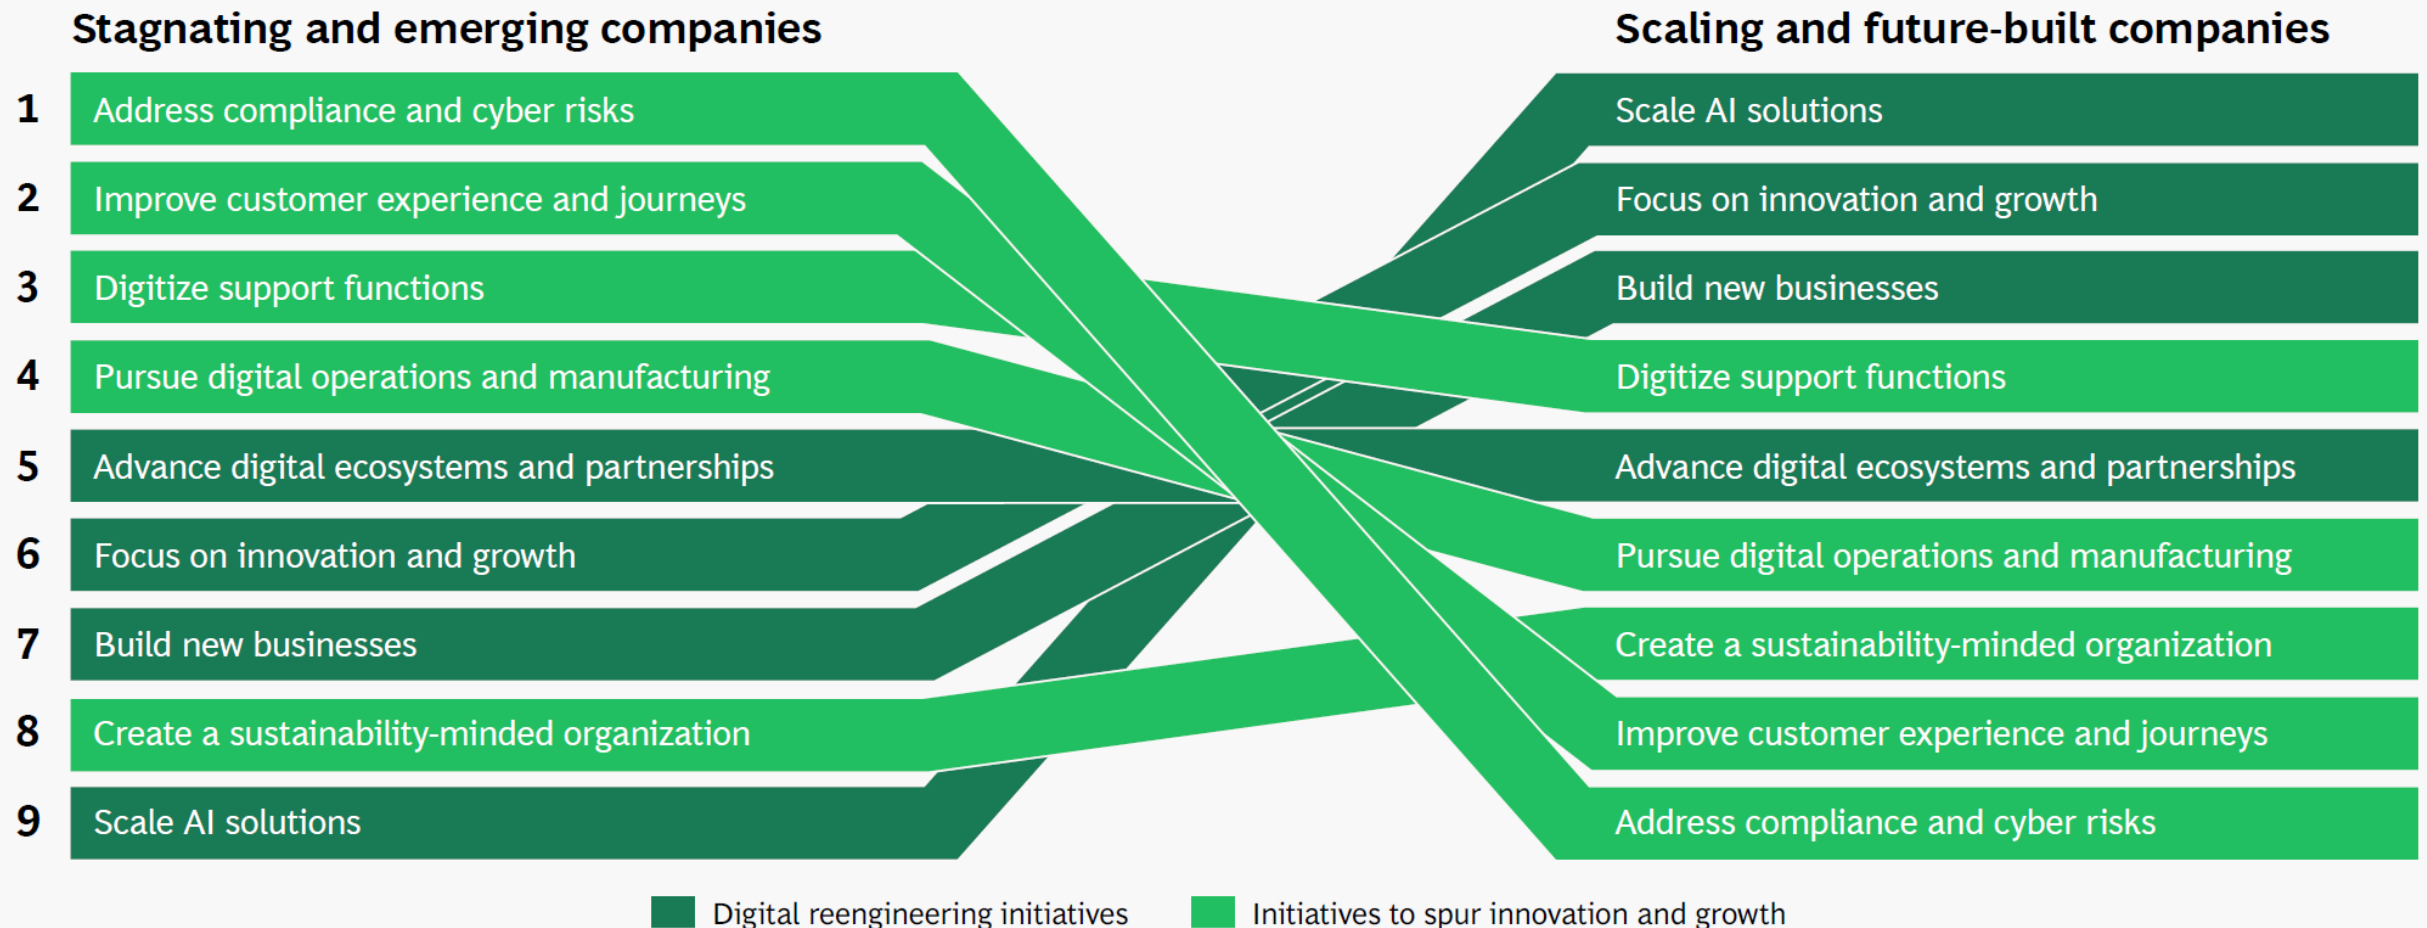 Stagnating and emerging companies
Scaling and future-built companies
1 Address compliance and cyber risks
Scale AI solutions
2 Improve customer experience and journeys
Focus on innovation and growth
3 Digitize support functions
Build new businesses
4 Pursue digital operations and manufacturing
Digitize support functions
5 Advance digital ecosystems and partnerships
Advance digital ecosystems and partnerships
6 Focus on innovation and growth
Pursue digital operations and manufacturing
7 Build new businesses
Create a sustainability-minded organization
8 Create a sustainability-minded organization
Improve customer experience and journeys
9 Scale AI solutions
Address compliance and cyber risks
Digital reengineering initiatives
Initiatives to spur innovation and growth